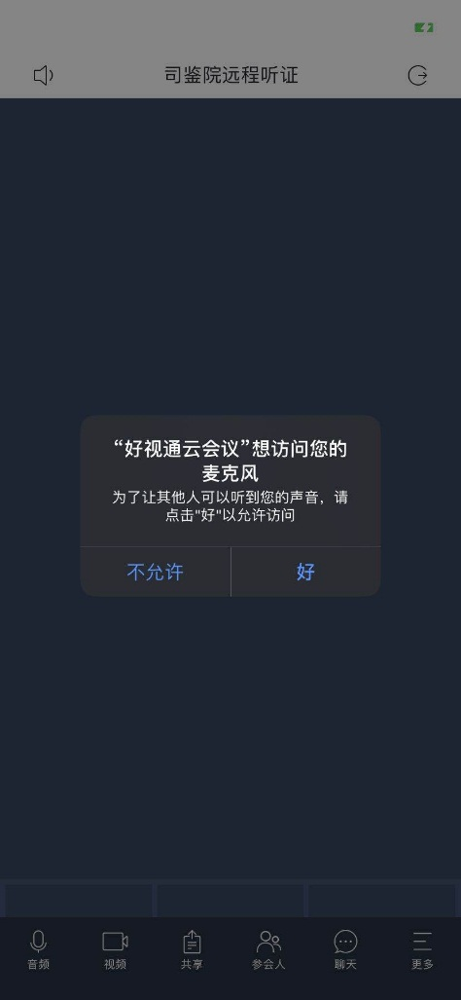 司鉴院远程听证
“好视通云会议”想访问您的
麦克风
为了让其他人可以听到您的声音，请
点击"好"以允许访问
不允许
好
音频
视频
共享
参会人
聊天
更多